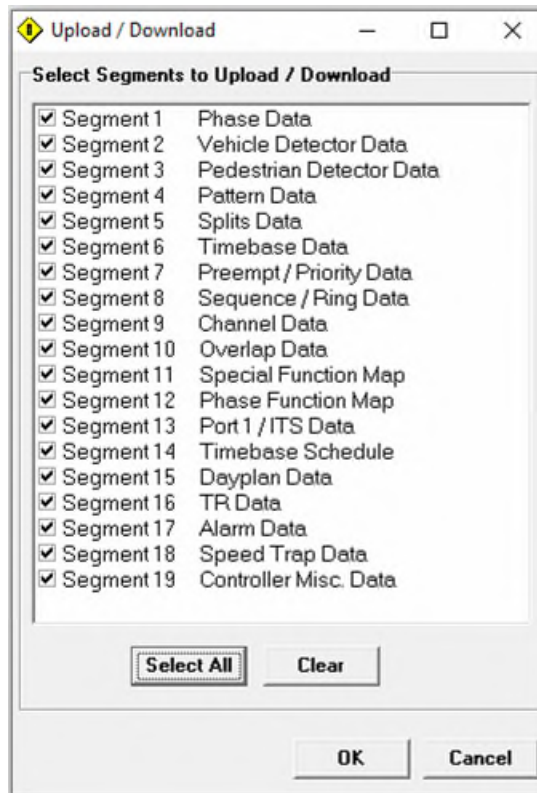 Upload / Download
Select Segments to Upload / Download
Segment 1 Phase Data
Segment 2 Vehicle Detector Data
Segment 3 Pedestrian Detector Data
Segment 4 Pattern Data
Segment 5 Splits Data
Segment 6 Timebase Data
Segment 7 Preempt / Priority Data
Segment 8 Sequence / Ring Data
Segment 9 Channel Data
Segment 10 Overlap Data
Segment 11 Special Function Map
Segment 12 Phase Function Map
Segment 13 Port 1 / ITS Data
Segment 14 Timebase Schedule
Segment 15 Dayplan Data
Segment 16 TR Data
Segment 17 Alarm Data
Segment 18 Speed Trap Data
Segment 19 Controller Misc. Data
Select All Clear
OK Cancel